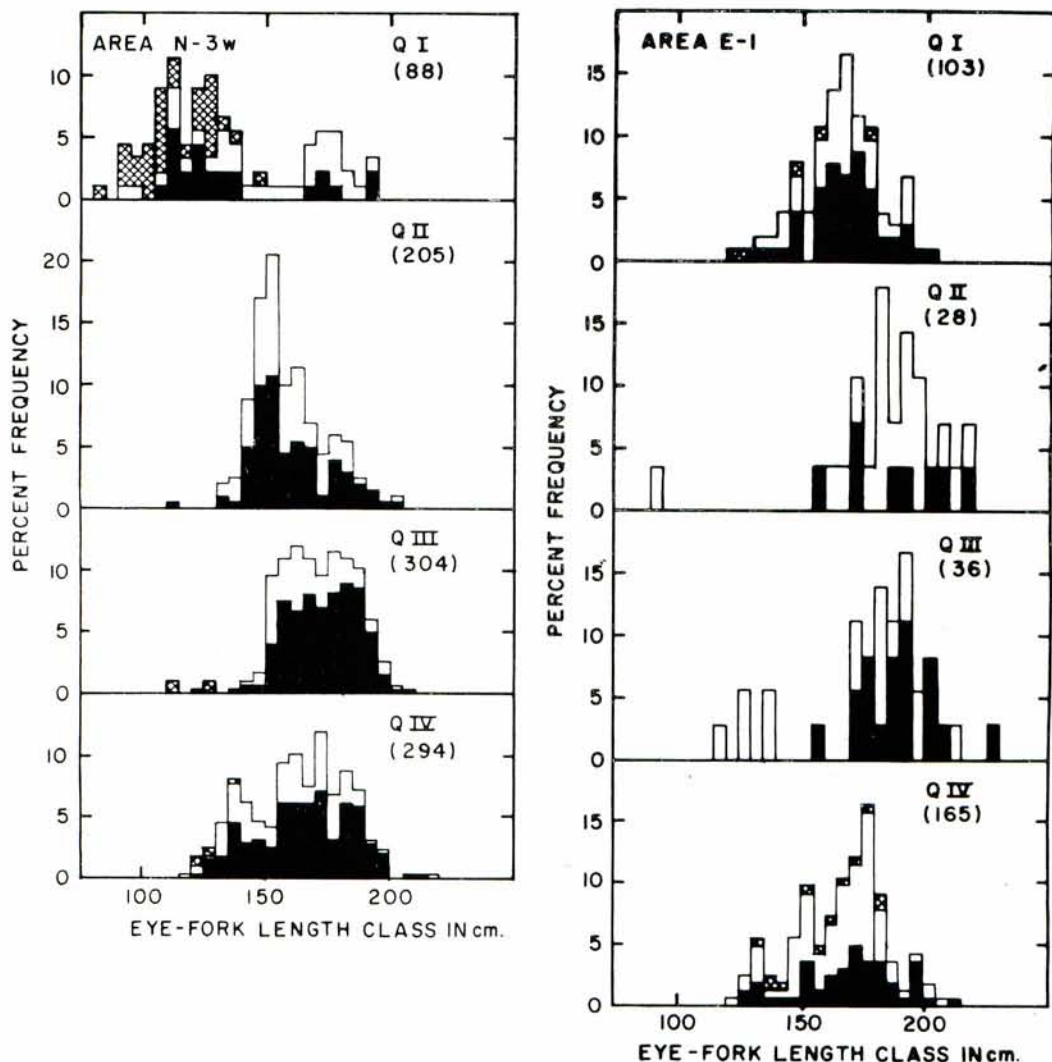 AREA N-3w
Q I
(88)
10
5
0
Q II
(205)
20
15
10
5
0
Q III
(304)
10
5
0
Q IV
(294)
10
5
0
100 150 200
PERCENT FREQUENCY
EYE-FORK LENGTH CLASS IN cm.
AREA E-1
Q I
(103)
15
10
5
0
Q II
(28)
15
10
5
0
Q III
(36)
15
10
5
0
Q IV
(165)
15
10
5
0
100 150 200
PERCENT FREQUENCY
EYE-FORK LENGTH CLASS IN cm.